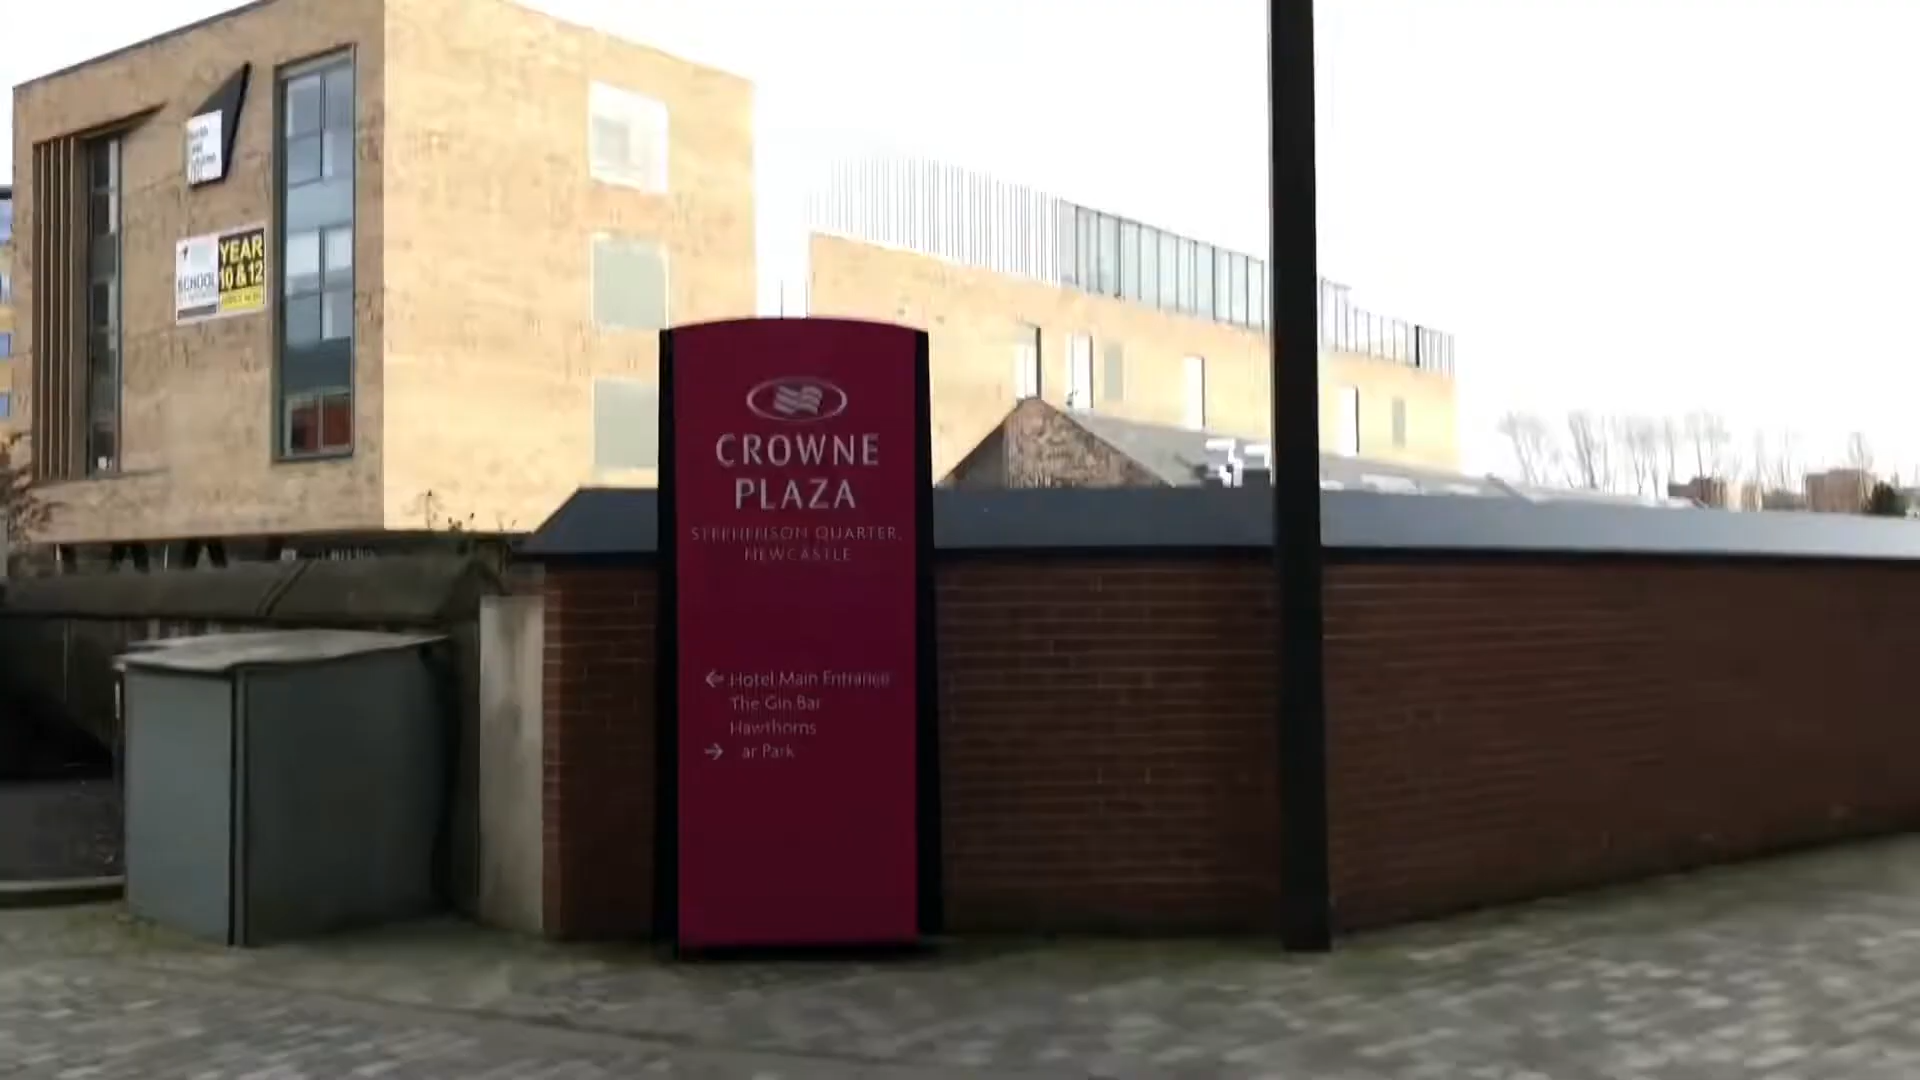 SCHOOL
YEAR
10 & 12
CROWNE
PLAZA
STEPHENSON QUARTER,
NEWCASTLE
← Hotel Main Entrance
The Gin Bar
Hawthorns
→ ar Park